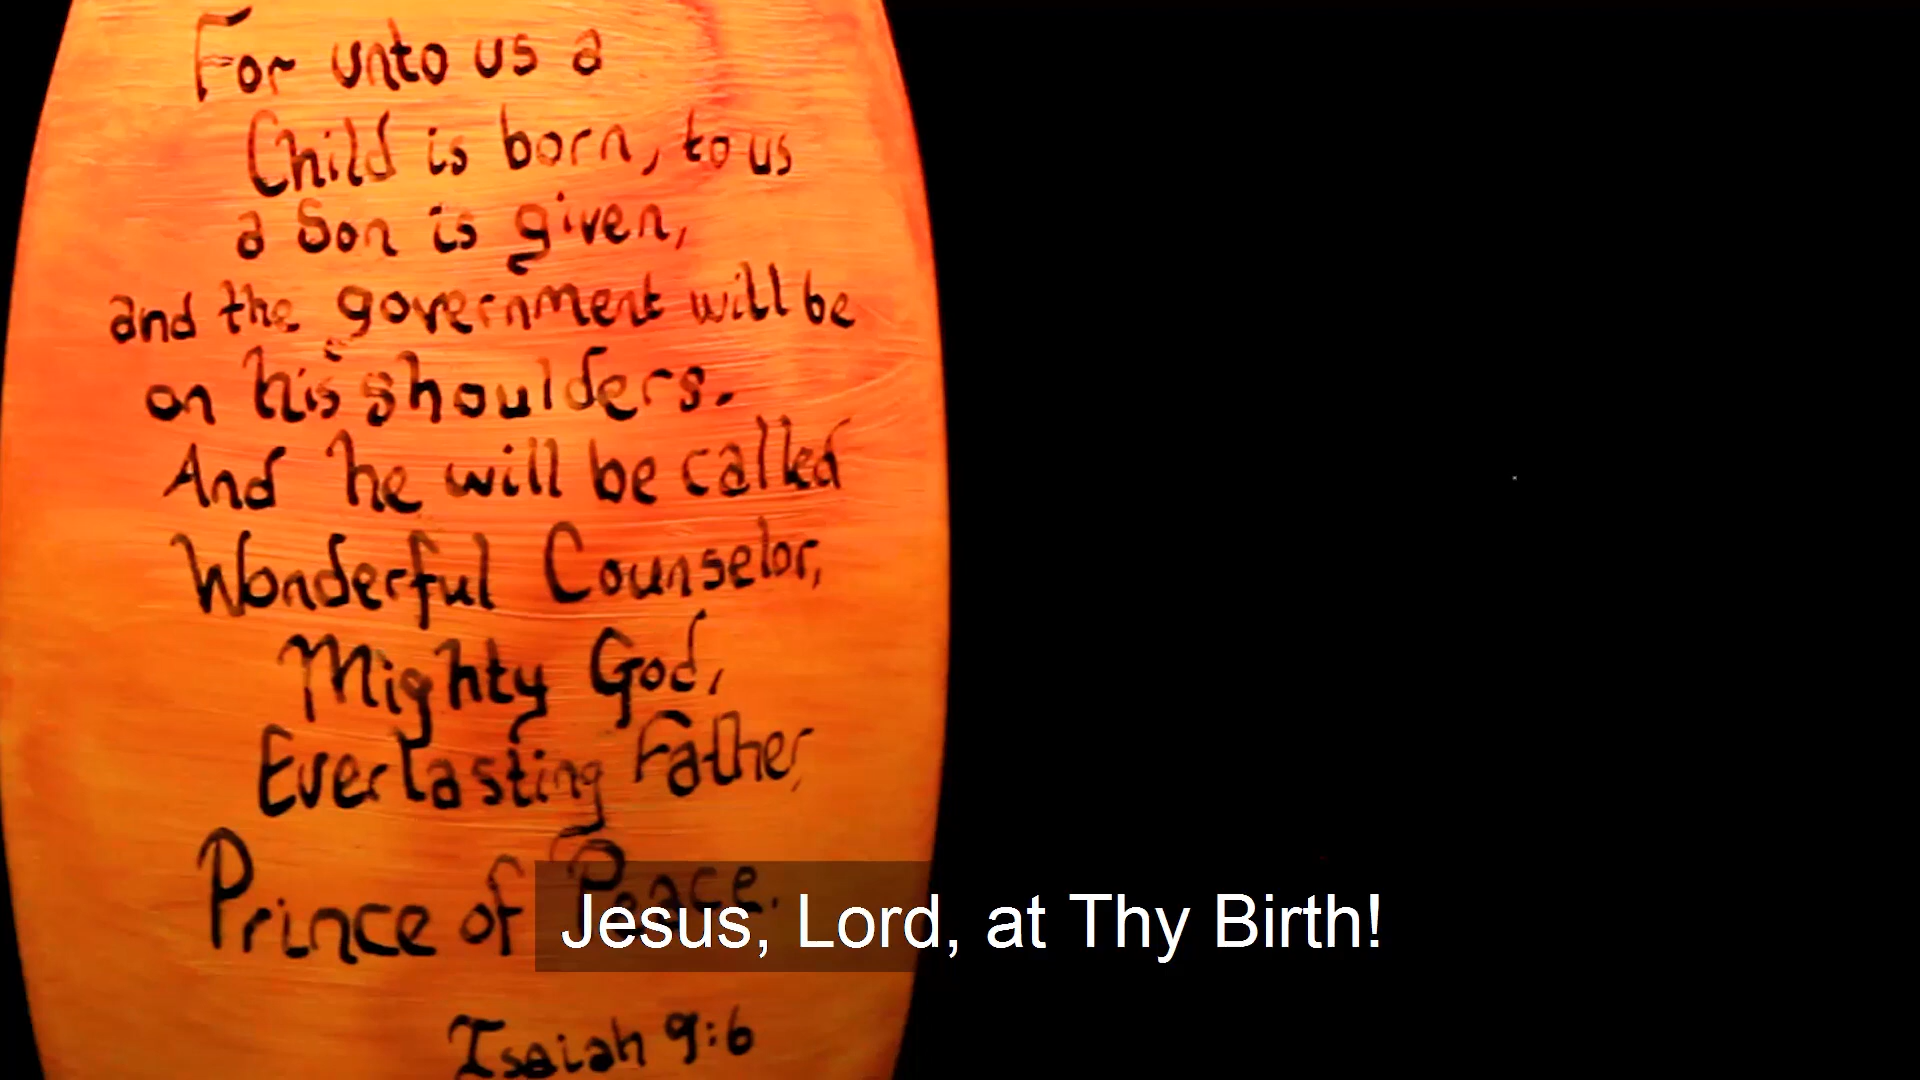 For unto us a
Child is born, to us
a Son is given,
and the government will be
on his shoulders.
And he will be called
Wonderful Counselor,
Mighty God,
Everlasting Father,
Prince of Peace.
Jesus, Lord, at Thy Birth!
Isaiah 9:6